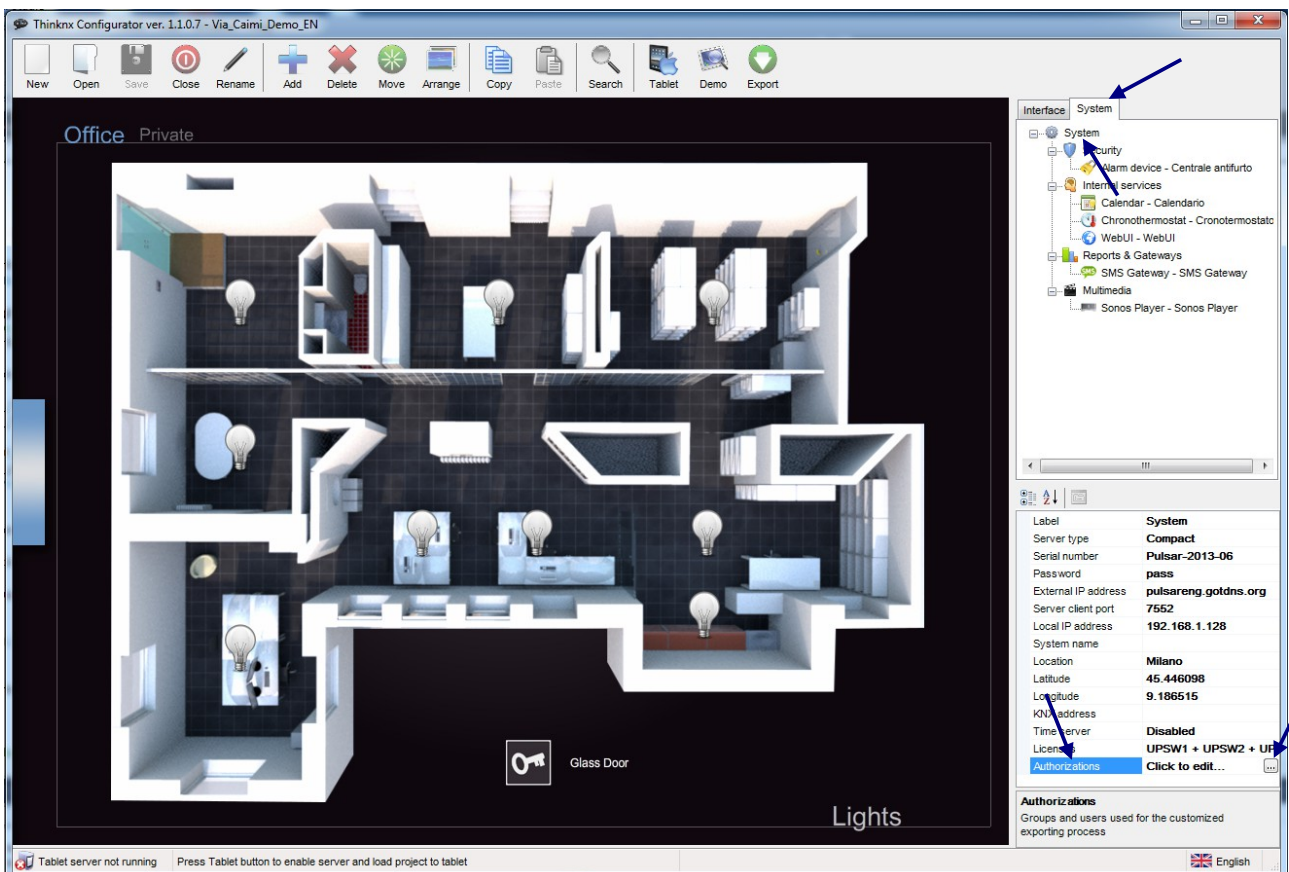 Thinknx Configurator ver. 1.1.0.7 - Via_Caimi_Demo_EN
New Open Save Close Rename Add Delete Move Arrange Copy Paste Search Tablet Demo Export
Interface System
Office Private
System
Security
Alarm device - Centrale antifurto
Internal services
Calendar - Calendario
Chronothermostat - Cronotermostatc
WebUI - WebUI
Reports & Gateways
SMS Gateway - SMS Gateway
Multimedia
Sonos Player - Sonos Player
Label System
Server type Compact
Serial number Pulsar-2013-06
Password pass
External IP address pulsareng.gotdns.org
Server client port 7552
Local IP address 192.168.1.128
System name
Location Milano
Latitude 45.446098
Longitude 9.186515
KNX address
Time server Disabled
Licenses UPSW1 + UPSW2 + UP
Authorizations Click to edit... ...
Glass Door
Lights
Authorizations
Groups and users used for the customized
exporting process
Tablet server not running Press Tablet button to enable server and load project to tablet English